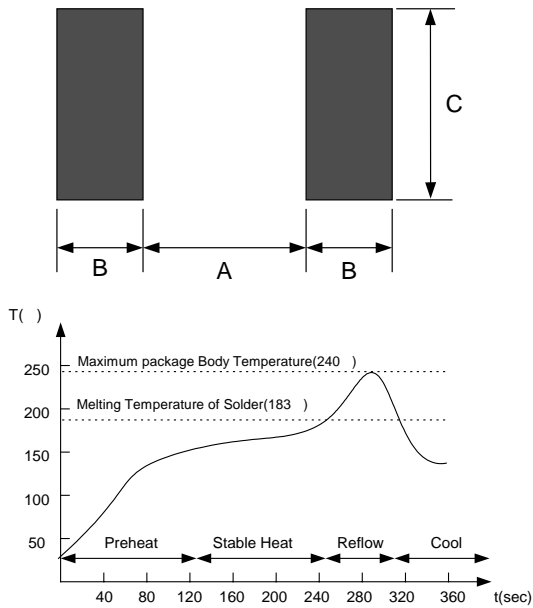 C
B A B
T( )
250
Maximum package Body Temperature(240 )
200
Melting Temperature of Solder(183 )
150
100
50
Preheat Stable Heat Reflow Cool
40 80 120 160 200 240 280 320 360 t(sec)